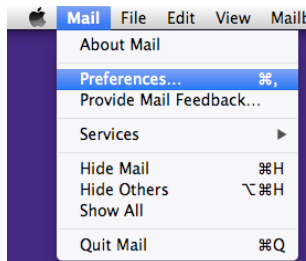 Mail File Edit View
About Mail
Preferences... ⌘,
Provide Mail Feedback...
Services ▶
Hide Mail ⌘H
Hide Others ⌥⌘H
Show All
Quit Mail ⌘Q